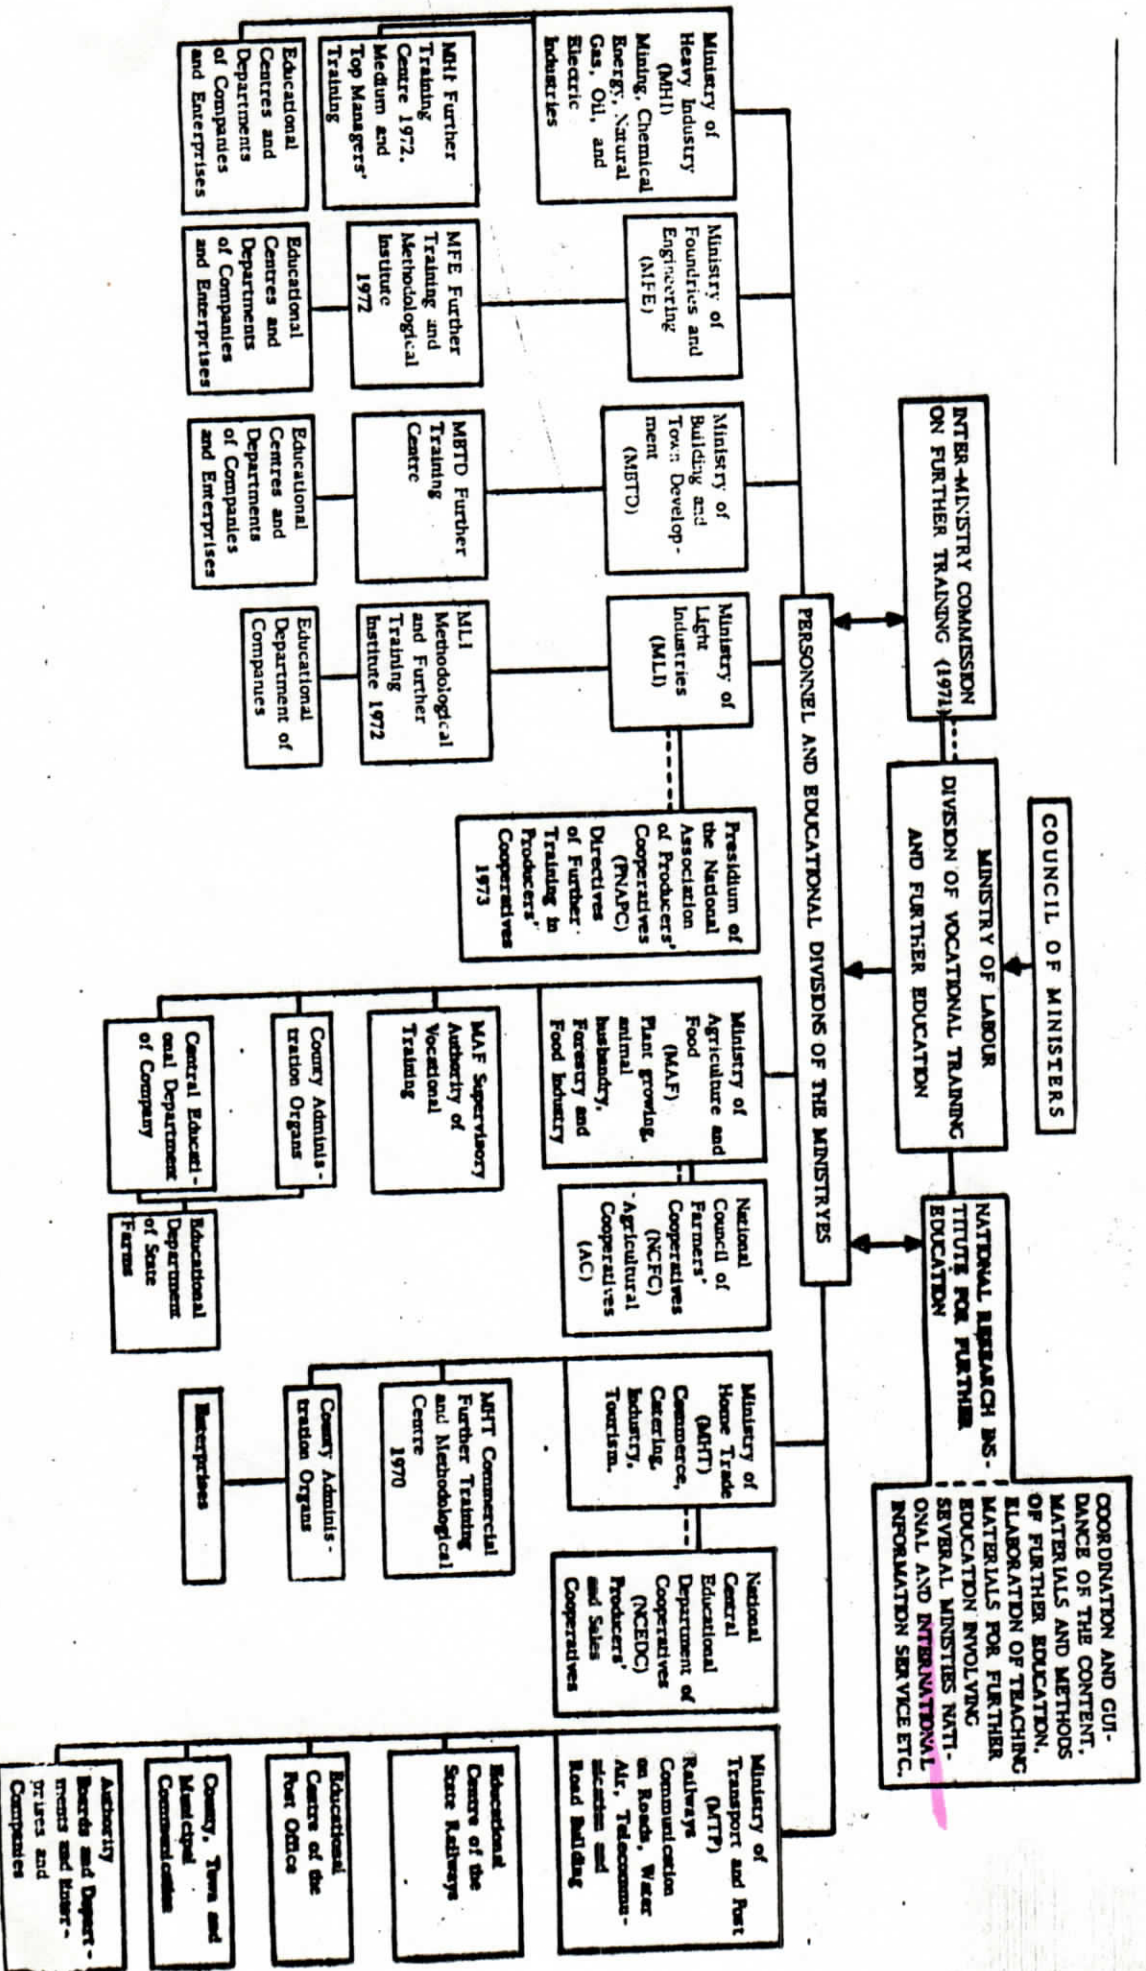 COUNCIL OF MINISTERS
INTER-MINISTRY COMMISSION
ON FURTHER TRAINING (1971)
MINISTRY OF LABOUR
DIVISION OF VOCATIONAL TRAINING
AND FURTHER EDUCATION
NATIONAL RESEARCH INS-
TITUTE FOR FURTHER
EDUCATION
COORDINATION AND GUI-
DANCE OF THE CONTENT,
MATERIALS AND METHODS
OF FURTHER EDUCATION.
ELABORATION OF TEACHING
MATERIALS FOR FURTHER
EDUCATION INVOLVING
SEVERAL MINISTIES NATI-
ONAL AND INTERNATIONAL
INFORMATION SERVICE ETC.
PERSONNEL AND EDUCATIONAL DIVISIONS OF THE MINISTRYES
Ministry of
Heavy Industry
(MHI)
Mining, Chemical
Energy, Natural
Gas, Oil, and
Electric
Industries
MHI Further
Training
Centre 1972.
Medium and
Top Managers'
Training
Educational
Centres and
Departments
of Companies
and Enterprises
Ministry of
Foundries and
Engineering
(MFE)
MFE Further
Training and
Methodological
Institute
1972
Educational
Centres and
Departments
of Companies
and Enterprises
Ministry of
Building and
Town Develop-
ment
(MBTD)
MBTD Further
Training
Centre
Educational
Centres and
Departments
of Companies
and Enterprises
Ministry of
Light
Industries
(MLI)
MLI
Methodological
and Further
Training
Institute 1972
Educational
Department of
Companies
Presidium of
the National
Association
of Producers'
Cooperatives
(PNAPC)
Directives
of Further
Training in
Producers'
Cooperatives
1973
Ministry of
Agriculture and
Food
(MAF)
Plant growing,
animal
husbandry,
Forestry and
Food Industry
MAF Supervisory
Authority of
Vocational
Training
County Adminis-
tration Organs
Central Educati-
onal Department
of Company
Educational
Department
of State
Farms
National
Council of
Farmers'
Cooperatives
(NCFC)
Agricultural
Cooperatives
(AC)
Ministry of
Home Trade
(MHT)
Commerce,
Catering,
Industry,
Tourism.
MHT Commercial
Further Training
and Methodological
Centre
1970
County Adminis-
tration Organs
Enterprises
National
Central
Educational
Department of
Cooperatives
(NCEDC)
Producers'
and Sales
Cooperatives
Ministry of
Transport and Post
(MTP)
Railways
Communication
on Roads, Water
Air, Telecommu-
nication and
Road Building
Educational
Centre of the
State Railways
Educational
Centre of the
Post Office
County, Town and
Municipal
Communication
Authority
Boards and Depart-
ments and Enter-
prises and
Companies